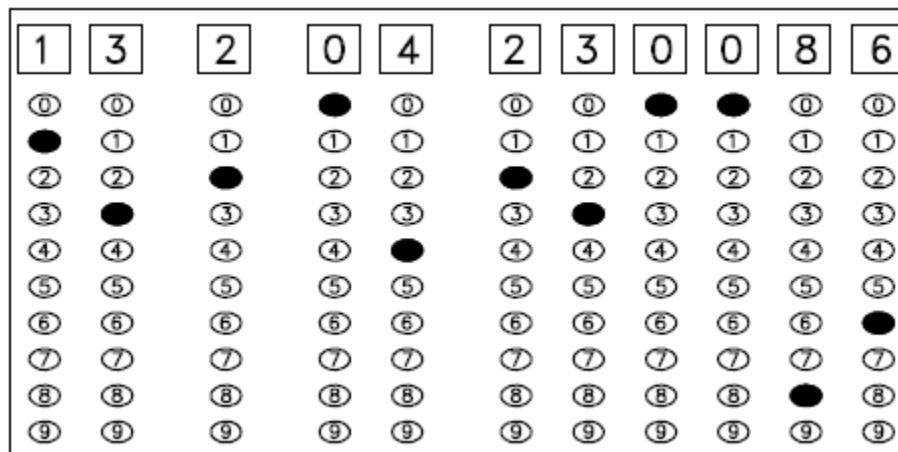 1 3 2 0 4 2 3 0 0 8 6
0 0 0 0 0 0 0 0
1 1 1 1 1 1 1 1 1 1
2 2 2 2 2 2 2 2 2
3 3 3 3 3 3 3 3 3
4 4 4 4 4 4 4 4 4 4
5 5 5 5 5 5 5 5 5 5 5
6 6 6 6 6 6 6 6 6 6
7 7 7 7 7 7 7 7 7 7 7
8 8 8 8 8 8 8 8 8 8
9 9 9 9 9 9 9 9 9 9 9